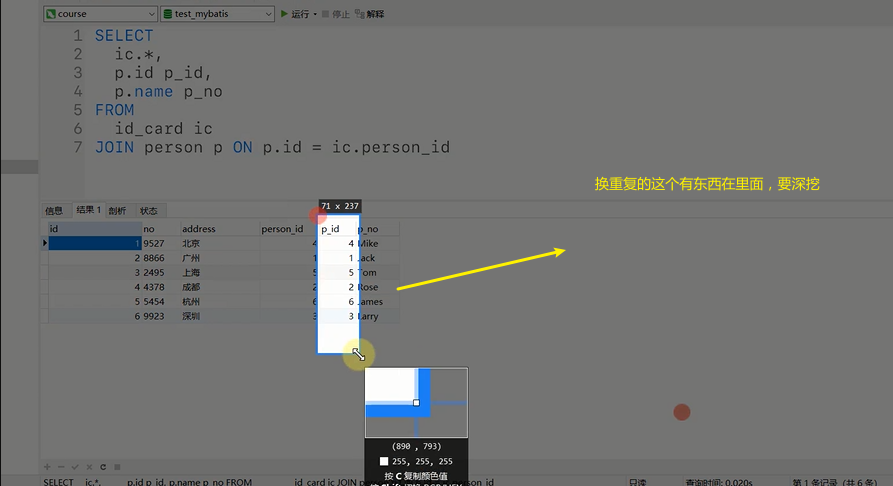 course test_mybatis 运行 停止 解释
1 SELECT
2 ic.*,
3 p.id p_id,
4 p.name p_no
5 FROM
6 id_card ic
7 JOIN person p ON p.id = ic.person_id
换重复的这个有东西在里面，要深挖
信息 结果 1 剖析 状态
71 x 237
id no address person_id p_id p_no
1 9527 北京 4 4 Mike
2 8866 广州 1 1 Jack
3 2495 上海 5 5 Tom
4 4378 成都 2 2 Rose
5 5454 杭州 6 6 James
6 9923 深圳 3 3 Larry
(890 , 793)
255, 255, 255
按 C 复制颜色值
SELECT ic.*, p.id p_id, p.name p_no FROM id_card ic JOIN person_id 只读 查询时间: 0.020s 第 1 条记录 (共 6 条)